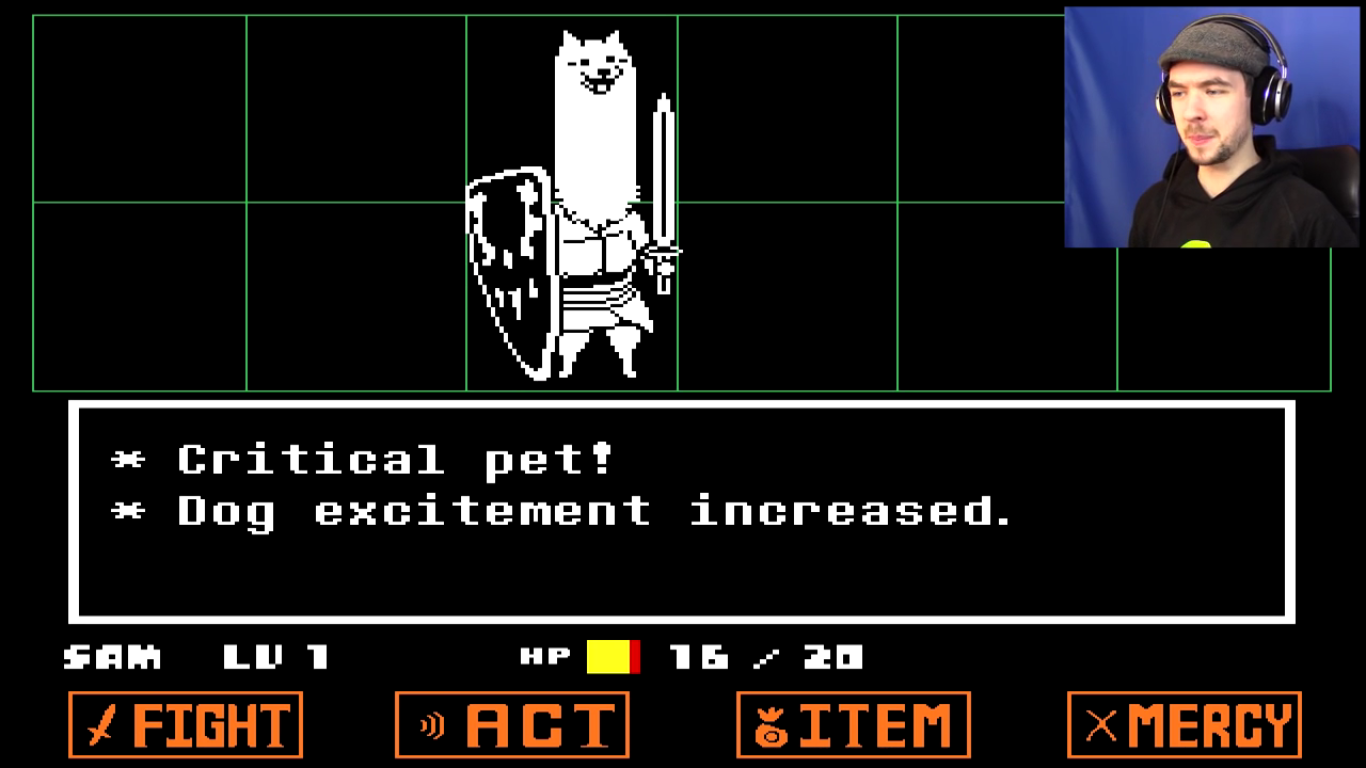 * Critical pet!
* Dog excitement increased.
SAM LV 1 HP 16 / 20
FIGHT ACT ITEM MERCY